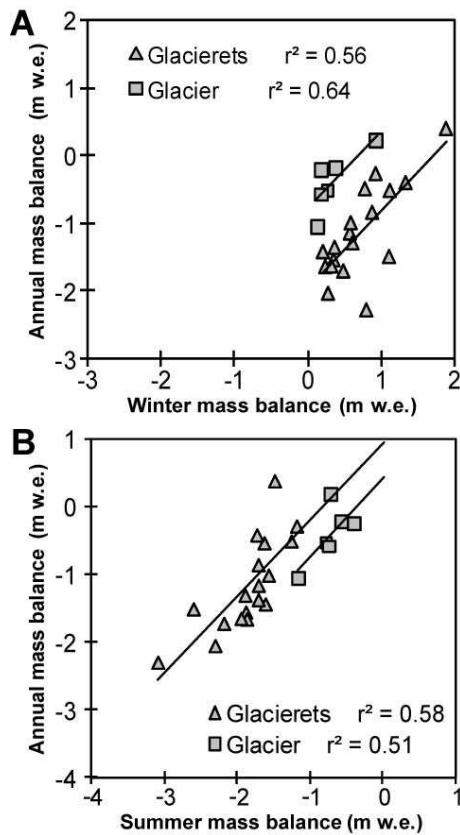 A
Annual mass balance (m w.e.)
2
1
0
-1
-2
-3
Glacierets r² = 0.56
Glacier r² = 0.64
-3 -2 -1 0 1 2
Winter mass balance (m w.e.)
B
Annual mass balance (m w.e.)
1
0
-1
-2
-3
-4
Glacierets r² = 0.58
Glacier r² = 0.51
-4 -3 -2 -1 0 1
Summer mass balance (m w.e.)